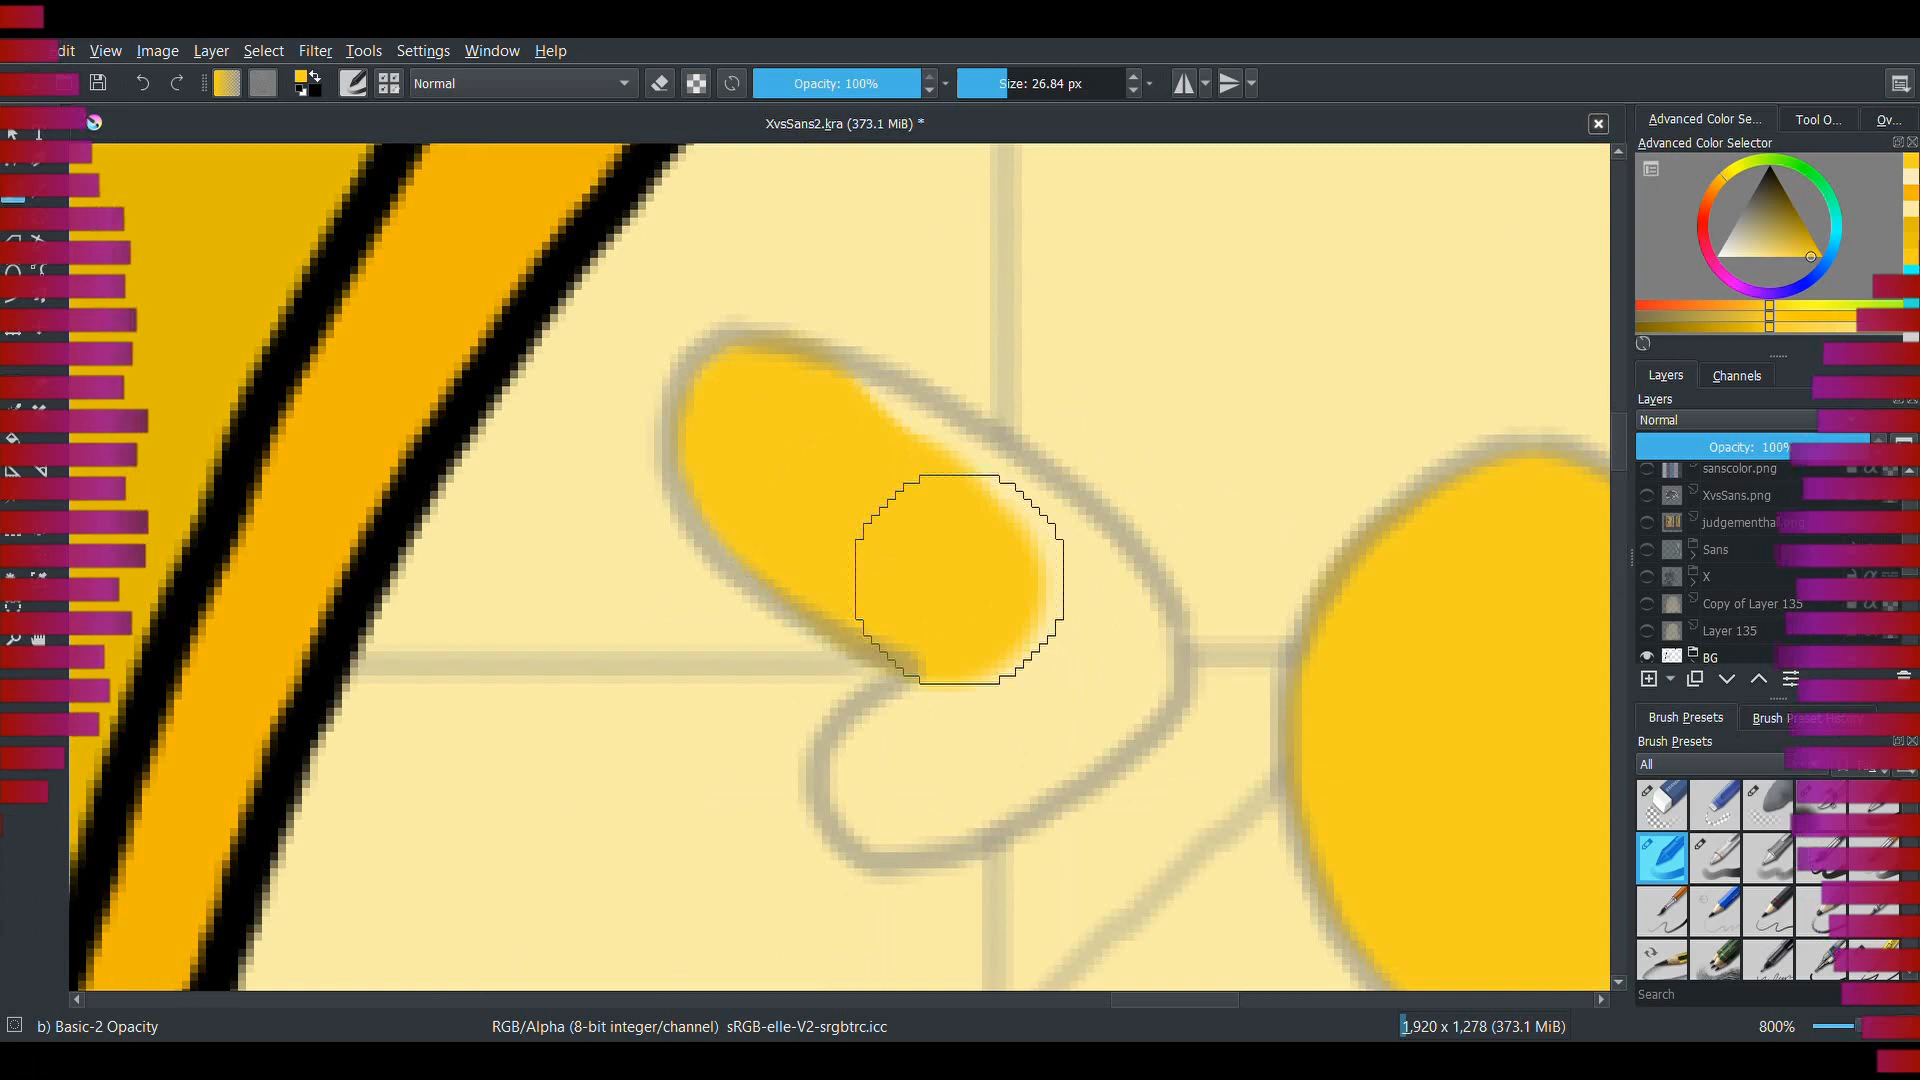 dit View Image Layer Select Filter Tools Settings Window Help
Normal Opacity: 100% Size: 26.84 px
XvsSans2.kra (373.1 MiB) *
Advanced Color Se... Tool O... Ov...
Advanced Color Selector
Layers Channels
Layers
Normal
Opacity: 100%
sanscolor.png
XvsSans.png
judgementhal.png
Sans
X
Copy of Layer 135
Layer 135
BG
Brush Presets Brush Preset History
Brush Presets
All
Search
b) Basic-2 Opacity RGB/Alpha (8-bit integer/channel) sRGB-elle-V2-srgbtrc.icc 1,920 x 1,278 (373.1 MiB) 800%